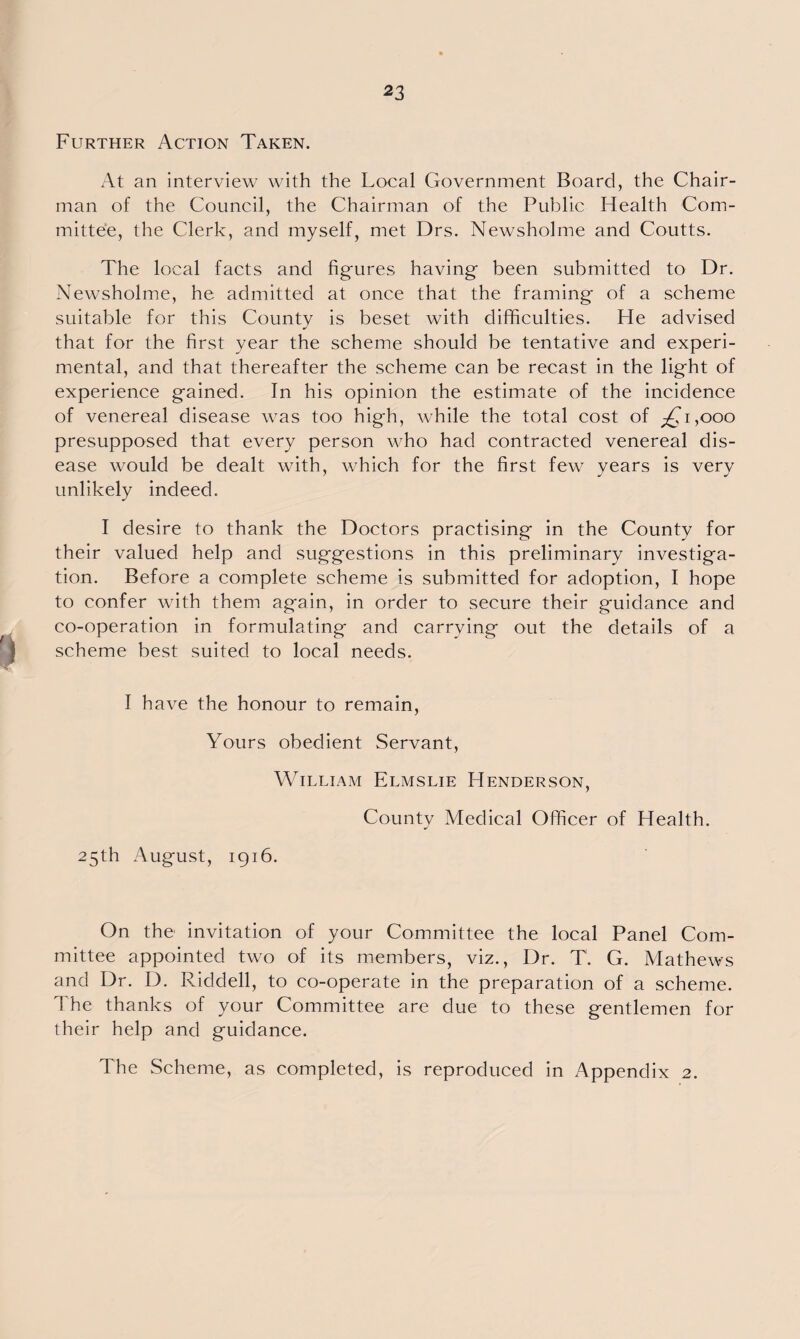 23
Further Action Taken.
At an interview with the Local Government Board, the Chair-
man of the Council, the Chairman of the Public Health Com-
mittee, the Clerk, and myself, met Drs. Newsholme and Coutts.
The local facts and figures having been submitted to Dr.
Newsholme, he admitted at once that the framing of a scheme
suitable for this County is beset with difficulties. He advised
that for the first year the scheme should be tentative and experi-
mental, and that thereafter the scheme can be recast in the light of
experience gained. In his opinion the estimate of the incidence
of venereal disease was too high, while the total cost of £1,000
presupposed that every person who had contracted venereal dis-
ease would be dealt with, which for the first few years is very
unlikely indeed.
I desire to thank the Doctors practising in the County for
their valued help and suggestions in this preliminary investiga-
tion. Before a complete scheme is submitted for adoption, I hope
to confer with them again, in order to secure their guidance and
co-operation in formulating and carrying out the details of a
scheme best suited to local needs.
I have the honour to remain,
Yours obedient Servant,
William Elmslie Henderson,
County Medical Officer of Health.
25th August, 1916.
On the invitation of your Committee the local Panel Com-
mittee appointed two of its members, viz., Dr. T. G. Mathews
and Dr. D. Riddell, to co-operate in the preparation of a scheme.
The thanks of your Committee are due to these gentlemen for
their help and guidance.
The Scheme, as completed, is reproduced in Appendix 2.